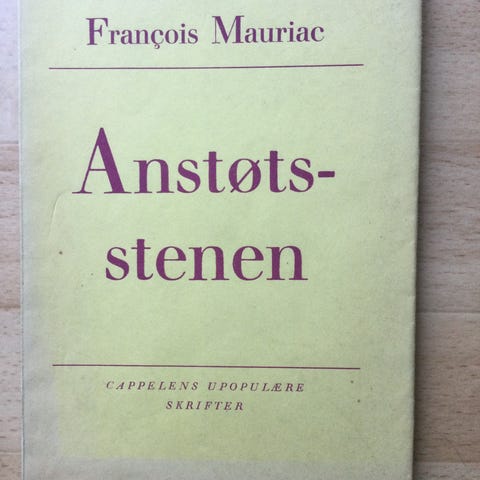 François Mauriac
Anstøts-
stenen
CAPPELENS UPOPULÆRE
SKRIFTER